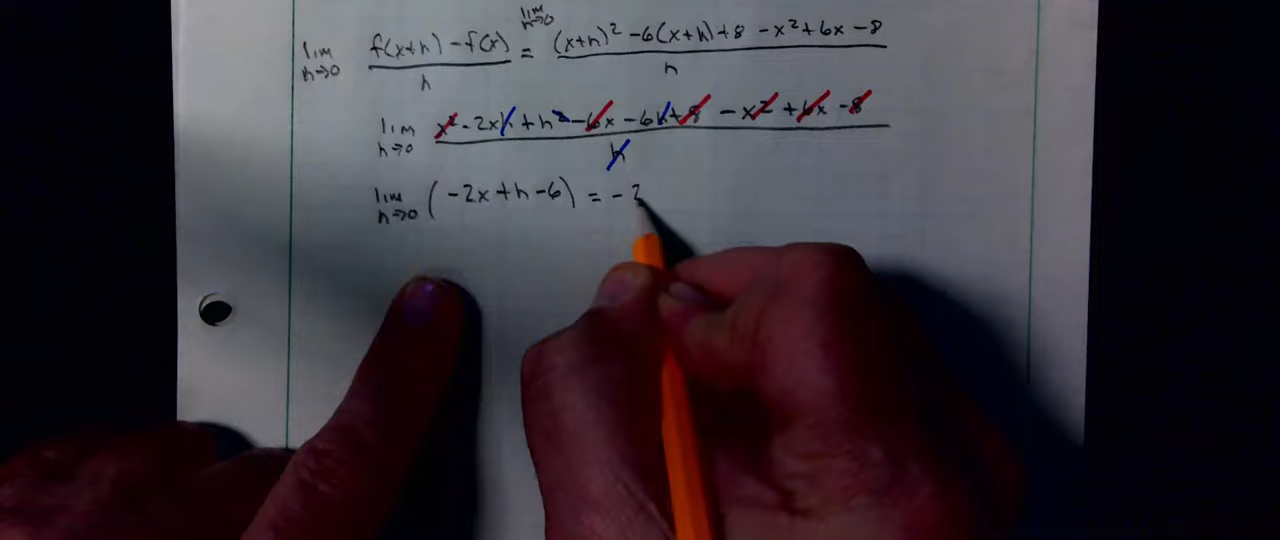 lim h→0 f(x+h) - f(x) / h = lim h→0 (x+h)² - 6(x+h) + 8 - x² + 6x - 8 / h
lim h→0 x² - 2xh + h² - 6x - 6h + 8 - x² + 6x - 8 / h
lim h→0 (-2x + h - 6) = - 2